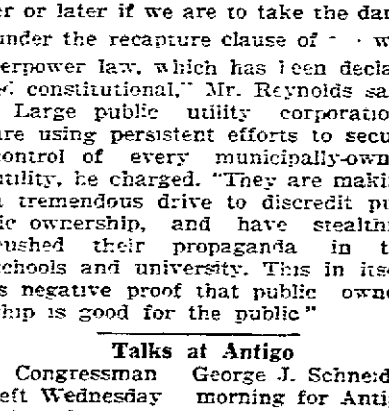 er or later if we are to take the dam
under the recapture clause of
erpower law, which has been decla
constitutional," Mr. Reynolds sa
Large public utility corporatio
are using persistent efforts to secu
control of every municipally-own
utility, he charged. "They are maki
a tremendous drive to discredit pu
ic ownership, and have stealthi
pushed their propaganda in t
schools and university. This in itse
is negative proof that public owne
ship is good for the public"
Talks at Antigo
Congressman George J. Schneid
left Wednesday morning for Antig